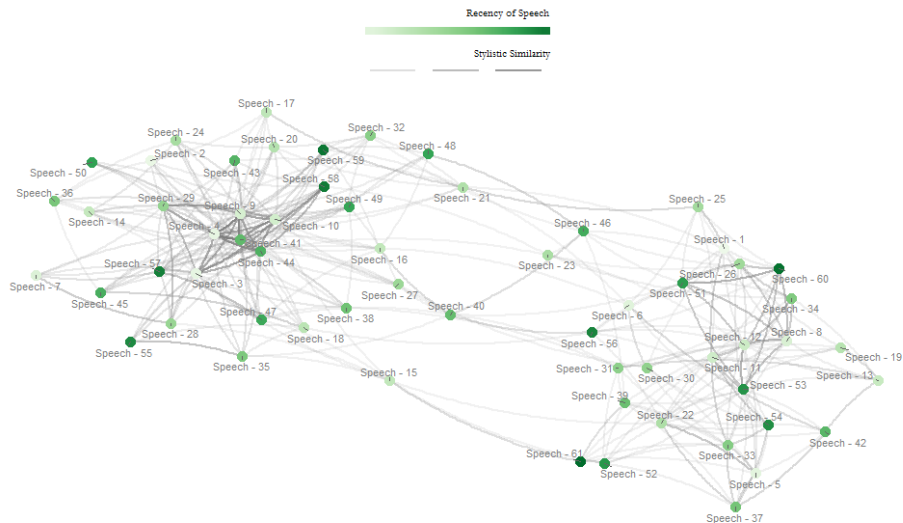 Recency of Speech
Stylistic Similarity
Speech - 17
Speech - 24
Speech - 32
Speech - 20
Speech - 48
Speech - 2
Speech - 59
Speech - 50
Speech - 43
Speech - 58
Speech - 36
Speech - 29
Speech - 9
Speech - 49
Speech - 21
Speech - 25
Speech - 14
Speech - 10
Speech - 46
Speech - 1
Speech - 41
Speech - 57
Speech - 44
Speech - 16
Speech - 23
Speech - 26
Speech - 60
Speech - 7
Speech - 3
Speech - 27
Speech - 51
Speech - 45
Speech - 40
Speech - 34
Speech - 47
Speech - 38
Speech - 6
Speech - 28
Speech - 18
Speech - 12
Speech - 8
Speech - 55
Speech - 56
Speech - 35
Speech - 19
Speech - 15
Speech - 31
Speech - 11
Speech - 30
Speech - 13
Speech - 53
Speech - 39
Speech - 22
Speech - 54
Speech - 42
Speech - 61
Speech - 33
Speech - 52
Speech - 5
Speech - 37